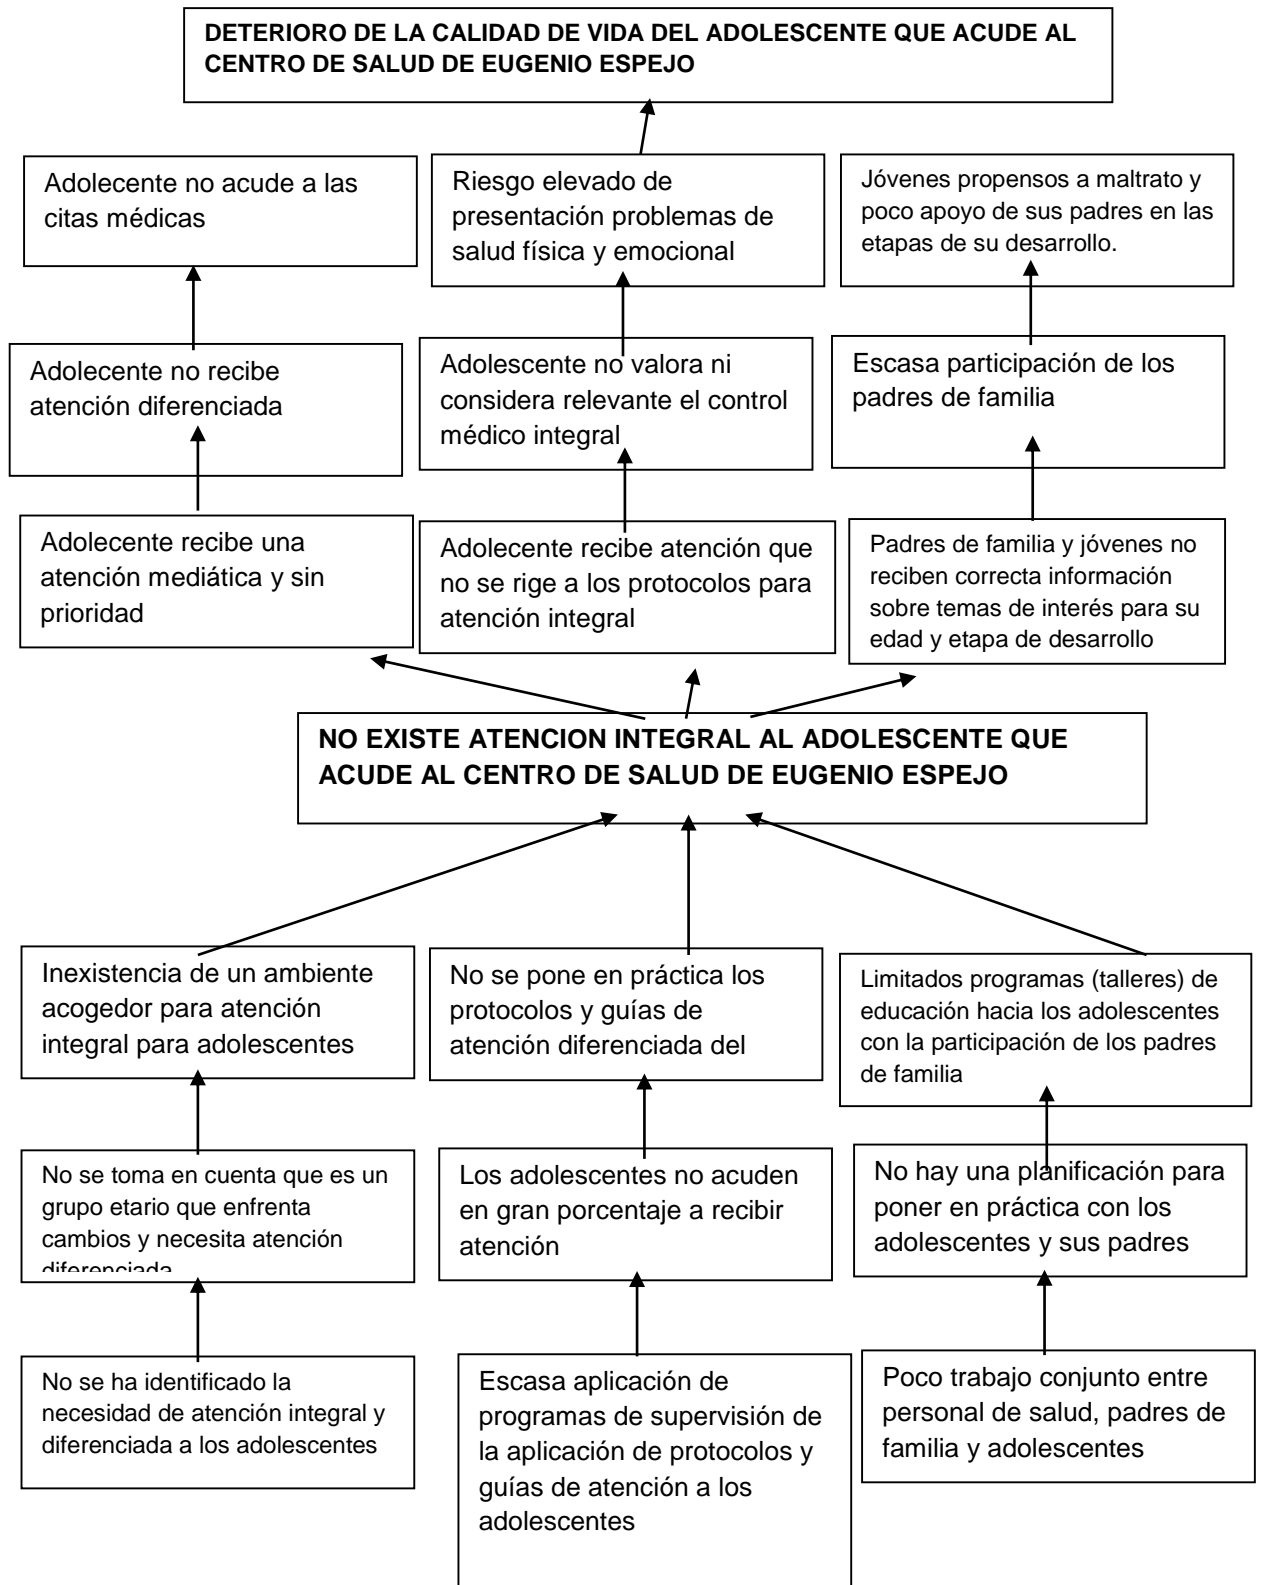 DETERIORO DE LA CALIDAD DE VIDA DEL ADOLESCENTE QUE ACUDE AL
CENTRO DE SALUD DE EUGENIO ESPEJO
Adolecente no acude a las
citas médicas
Riesgo elevado de
presentación problemas de
salud física y emocional
Jóvenes propensos a maltrato y
poco apoyo de sus padres en las
etapas de su desarrollo.
Adolecente no recibe
atención diferenciada
Adolescente no valora ni
considera relevante el control
médico integral
Escasa participación de los
padres de familia
Adolecente recibe una
atención mediática y sin
prioridad
Adolecente recibe atención que
no se rige a los protocolos para
atención integral
Padres de familia y jóvenes no
reciben correcta información
sobre temas de interés para su
edad y etapa de desarrollo
NO EXISTE ATENCION INTEGRAL AL ADOLESCENTE QUE
ACUDE AL CENTRO DE SALUD DE EUGENIO ESPEJO
Inexistencia de un ambiente
acogedor para atención
integral para adolescentes
No se pone en práctica los
protocolos y guías de
atención diferenciada del
Limitados programas (talleres) de
educación hacia los adolescentes
con la participación de los padres
de familia
No se toma en cuenta que es un
grupo etario que enfrenta
cambios y necesita atención
diferenciada
Los adolescentes no acuden
en gran porcentaje a recibir
atención
No hay una planificación para
poner en práctica con los
adolescentes y sus padres
No se ha identificado la
necesidad de atención integral y
diferenciada a los adolescentes
Escasa aplicación de
programas de supervisión de
la aplicación de protocolos y
guías de atención a los
adolescentes
Poco trabajo conjunto entre
personal de salud, padres de
familia y adolescentes